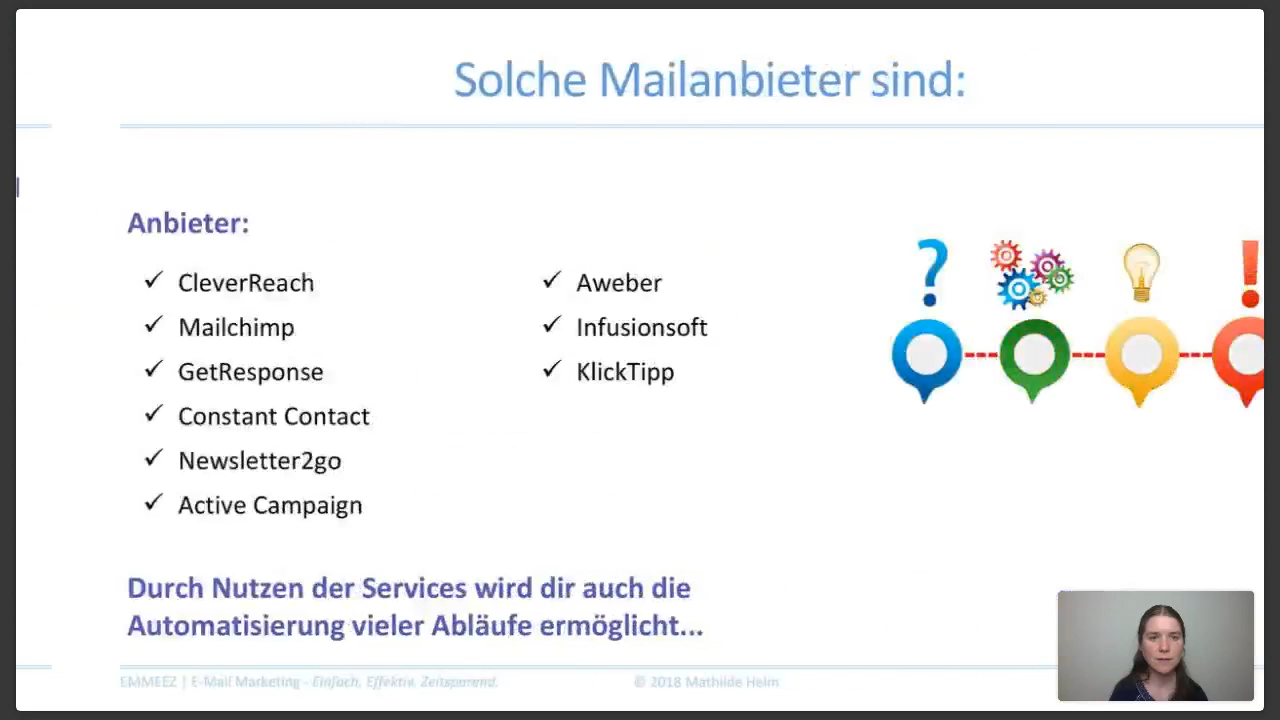 Solche Mailanbieter sind:
Anbieter:
✓ CleverReach
✓ Mailchimp
✓ GetResponse
✓ Constant Contact
✓ Newsletter2go
✓ Active Campaign
✓ Aweber
✓ Infusionsoft
✓ KlickTipp
?
!
Durch Nutzen der Services wird dir auch die
Automatisierung vieler Abläufe ermöglicht...
EMMEEZ | E-Mail Marketing - Einfach. Effektiv. Zeitsparend.
© 2018 Mathilde Heim